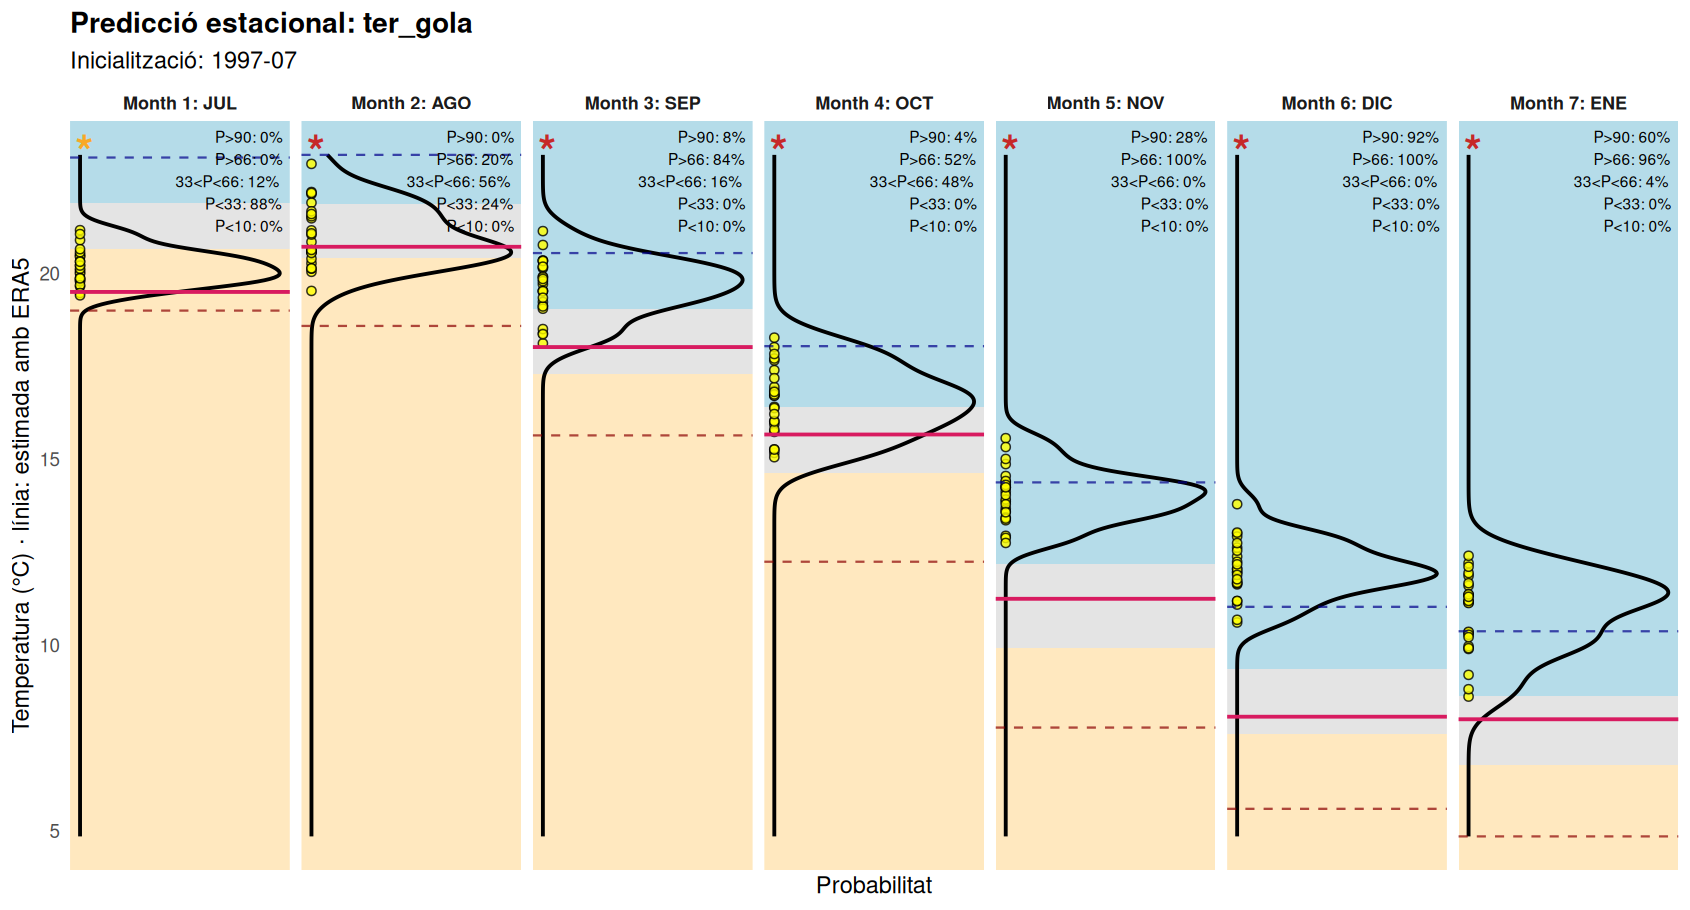 Predicció estacional: ter_gola
Inicialització: 1997-07
Month 1: JUL
Month 2: AGO
Month 3: SEP
Month 4: OCT
Month 5: NOV
Month 6: DIC
Month 7: ENE
*
P>90: 0%
P>66: 0%
33<P<66: 12%
P<33: 88%
P<10: 0%
*
P>90: 0%
P>66: 20%
33<P<66: 56%
P<33: 24%
P<10: 0%
*
P>90: 8%
P>66: 84%
33<P<66: 16%
P<33: 0%
P<10: 0%
*
P>90: 4%
P>66: 52%
33<P<66: 48%
P<33: 0%
P<10: 0%
*
P>90: 28%
P>66: 100%
33<P<66: 0%
P<33: 0%
P<10: 0%
*
P>90: 92%
P>66: 100%
33<P<66: 0%
P<33: 0%
P<10: 0%
*
P>90: 60%
P>66: 96%
33<P<66: 4%
P<33: 0%
P<10: 0%
Temperatura (°C) · línia: estimada amb ERA5
20
15
10
5
Probabilitat